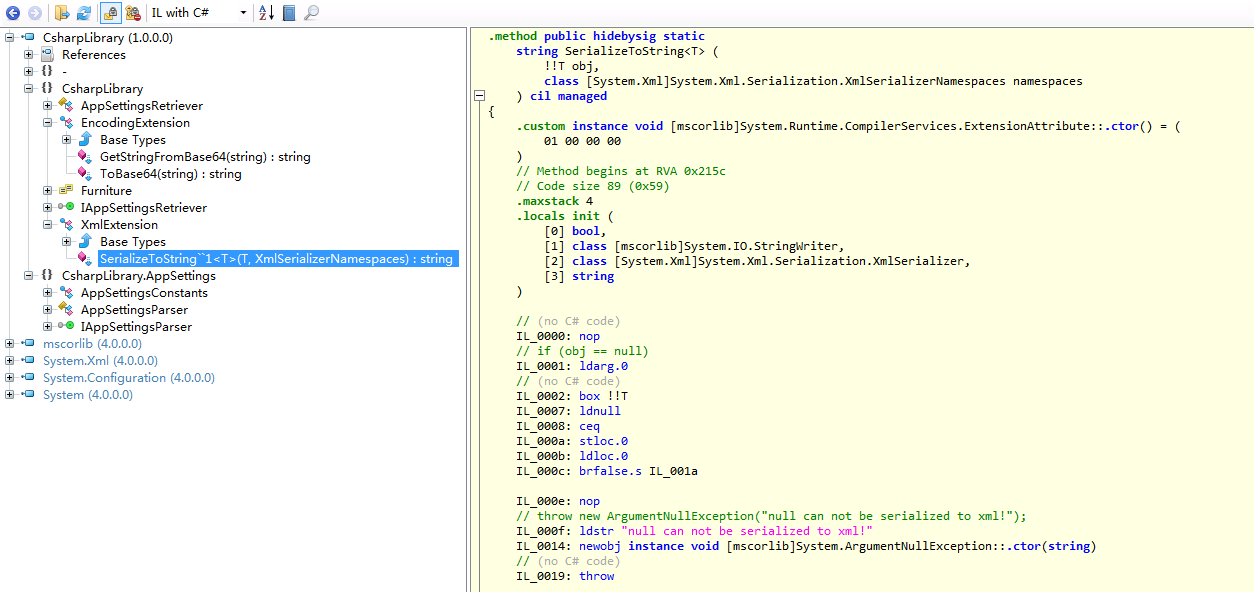 IL with C#
CsharpLibrary (1.0.0.0)
References
{} -
{} CsharpLibrary
AppSettingsRetriever
EncodingExtension
Base Types
GetStringFromBase64(string) : string
ToBase64(string) : string
Furniture
IAppSettingsRetriever
XmlExtension
Base Types
SerializeToString``1<T>(T, XmlSerializerNamespaces) : string
{} CsharpLibrary.AppSettings
AppSettingsConstants
AppSettingsParser
IAppSettingsParser
mscorlib (4.0.0.0)
System.Xml (4.0.0.0)
System.Configuration (4.0.0.0)
System (4.0.0.0)
.method public hidebysig static
string SerializeToString<T> (
!!T obj,
class [System.Xml]System.Xml.Serialization.XmlSerializerNamespaces namespaces
) cil managed
{
.custom instance void [mscorlib]System.Runtime.CompilerServices.ExtensionAttribute::.ctor() = (
01 00 00 00
)
// Method begins at RVA 0x215c
// Code size 89 (0x59)
.maxstack 4
.locals init (
[0] bool,
[1] class [mscorlib]System.IO.StringWriter,
[2] class [System.Xml]System.Xml.Serialization.XmlSerializer,
[3] string
)
// (no C# code)
IL_0000: nop
// if (obj == null)
IL_0001: ldarg.0
// (no C# code)
IL_0002: box !!T
IL_0007: ldnull
IL_0008: ceq
IL_000a: stloc.0
IL_000b: ldloc.0
IL_000c: brfalse.s IL_001a
IL_000e: nop
// throw new ArgumentNullException("null can not be serialized to xml!");
IL_000f: ldstr "null can not be serialized to xml!"
IL_0014: newobj instance void [mscorlib]System.ArgumentNullException::.ctor(string)
// (no C# code)
IL_0019: throw